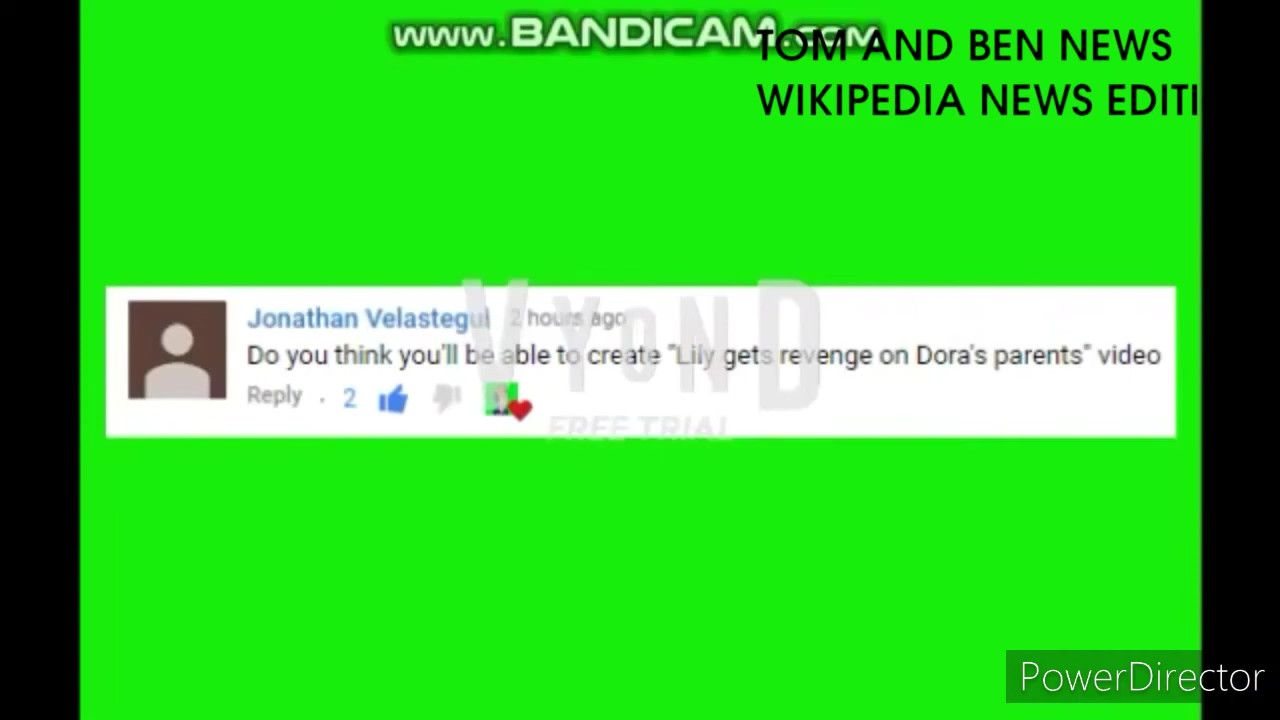 www.BANDICAM.com
TOM AND BEN NEWS
WIKIPEDIA NEWS EDITI
Jonathan Velastegui 2 hours ago
Do you think you'll be able to create "Lily gets revenge on Dora's parents" video
Reply . 2
VYOND
FREE TRIAL
PowerDirector